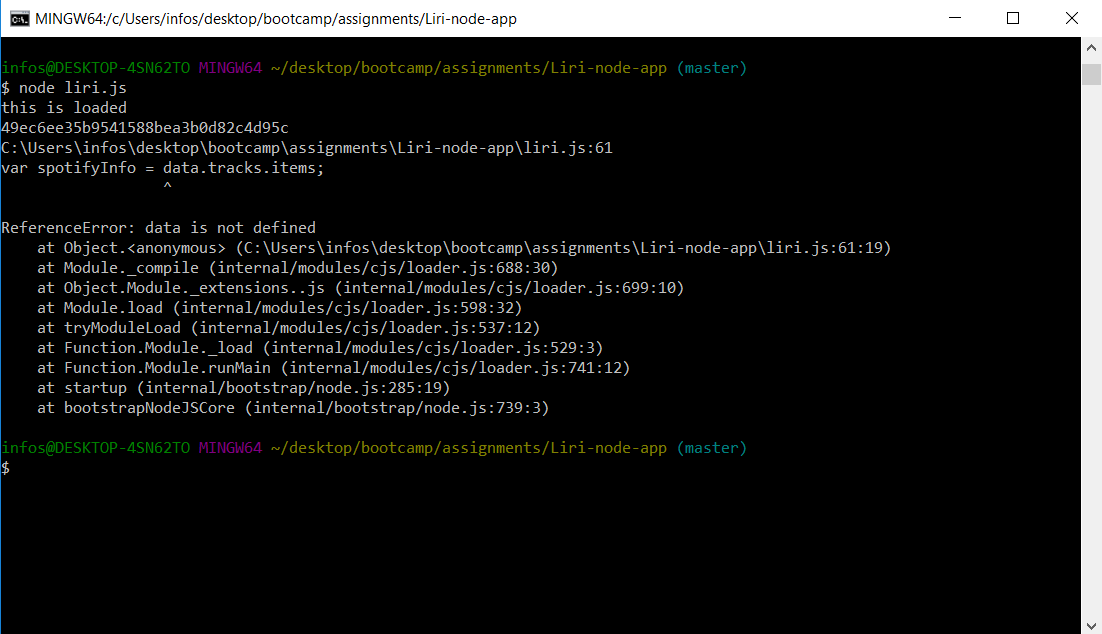 MINGW64:/c/Users/infos/desktop/bootcamp/assignments/Liri-node-app
infos@DESKTOP-4SN62TO MINGW64 ~/desktop/bootcamp/assignments/Liri-node-app (master)
$ node liri.js
this is loaded
49ec6ee35b9541588bea3b0d82c4d95c
C:\Users\infos\desktop\bootcamp\assignments\Liri-node-app\liri.js:61
var spotifyInfo = data.tracks.items;
                  ^
ReferenceError: data is not defined
    at Object.<anonymous> (C:\Users\infos\desktop\bootcamp\assignments\Liri-node-app\liri.js:61:19)
    at Module._compile (internal/modules/cjs/loader.js:688:30)
    at Object.Module._extensions..js (internal/modules/cjs/loader.js:699:10)
    at Module.load (internal/modules/cjs/loader.js:598:32)
    at tryModuleLoad (internal/modules/cjs/loader.js:537:12)
    at Function.Module._load (internal/modules/cjs/loader.js:529:3)
    at Function.Module.runMain (internal/modules/cjs/loader.js:741:12)
    at startup (internal/bootstrap/node.js:285:19)
    at bootstrapNodeJSCore (internal/bootstrap/node.js:739:3)
infos@DESKTOP-4SN62TO MINGW64 ~/desktop/bootcamp/assignments/Liri-node-app (master)
$